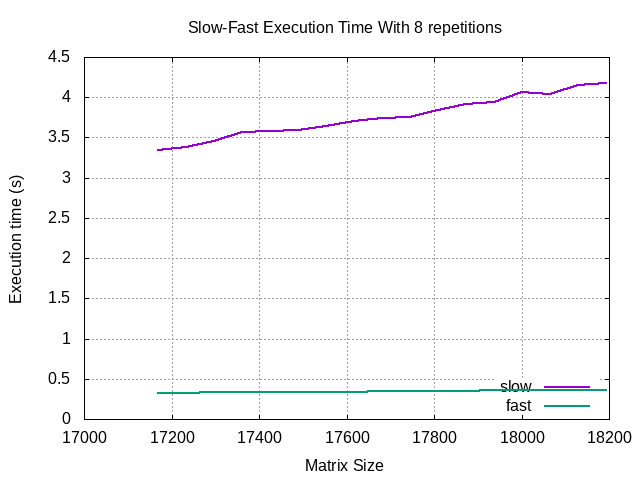 Slow-Fast Execution Time With 8 repetitions
4.5
4
3.5
3
2.5
2
1.5
1
0.5
0
Execution time (s)
slow
fast
17000 17200 17400 17600 17800 18000 18200
Matrix Size